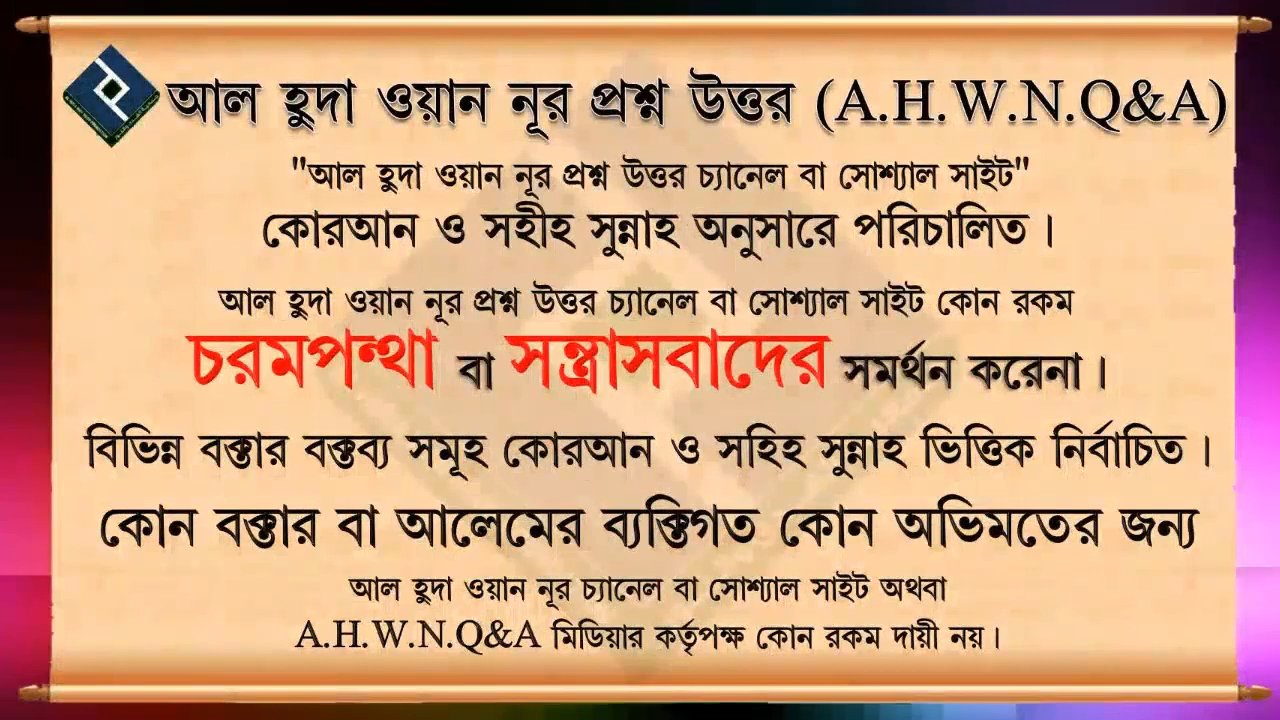 আল হুদা ওয়ান নূর প্রশ্ন উত্তর (A.H.W.N.Q&A)
"আল হুদা ওয়ান নূর প্রশ্ন উত্তর চ্যানেল বা সোশ্যাল সাইট"
কোরআন ও সহীহ সুন্নাহ অনুসারে পরিচালিত ।
আল হুদা ওয়ান নূর প্রশ্ন উত্তর চ্যানেল বা সোশ্যাল সাইট কোন রকম
চরমপন্থা বা সন্ত্রাসবাদের সমর্থন করেনা ।
বিভিন্ন বক্তার বক্তব্য সমূহ কোরআন ও সহিহ সুন্নাহ ভিত্তিক নির্বাচিত ।
কোন বক্তার বা আলেমের ব্যক্তিগত কোন অভিমতের জন্য
আল হুদা ওয়ান নূর চ্যানেল বা সোশ্যাল সাইট অথবা
A.H.W.N.Q&A মিডিয়ার কর্তৃপক্ষ কোন রকম দায়ী নয় ।